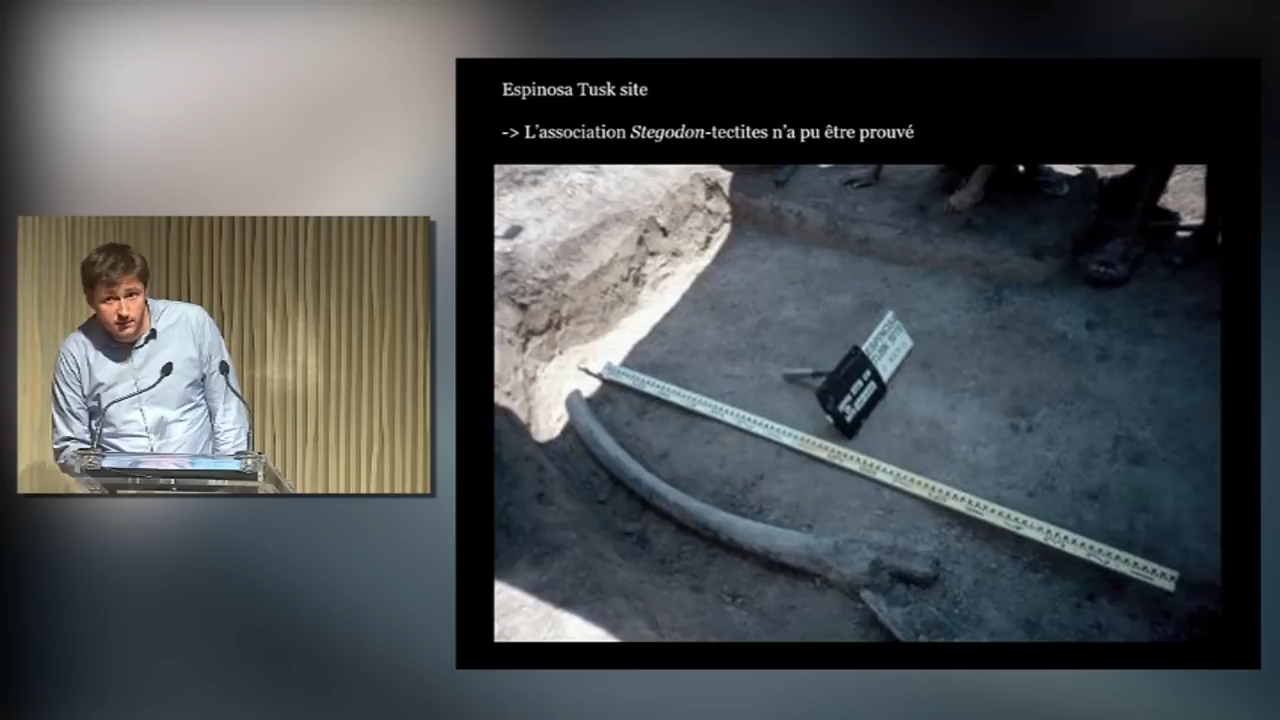 Espinosa Tusk site
-> L'association Stegodon-tectites n'a pu être prouvé